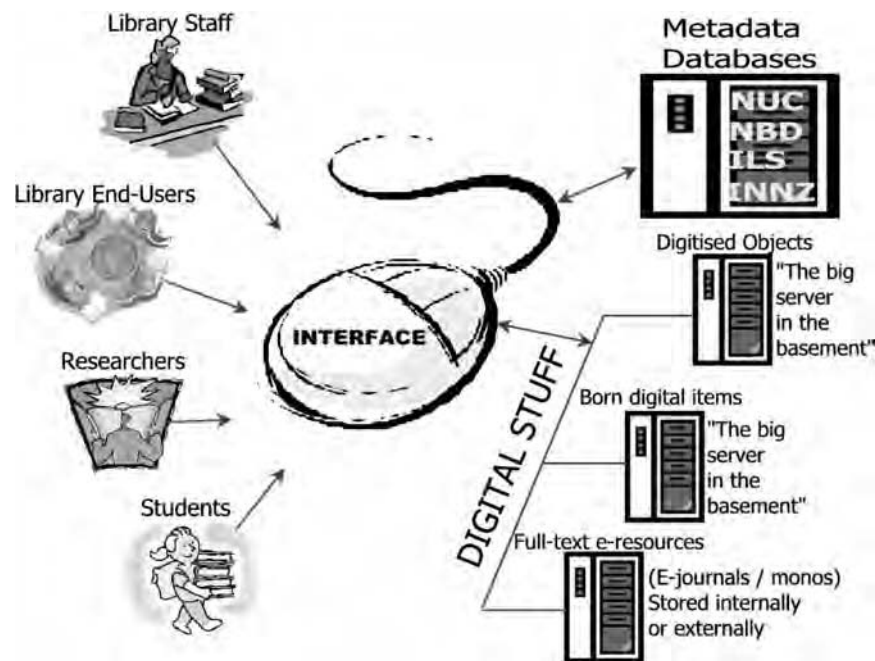 Library Staff
Library End-Users
Researchers
Students
INTERFACE
Metadata
Databases
NUC
NBD
ILS
INNZ
DIGITAL STUFF
Digitised Objects
"The big
server
in the
basement"
Born digital items
"The big
server
in the
basement"
Full-text e-resources
(E-journals / monos)
Stored internally
or externally